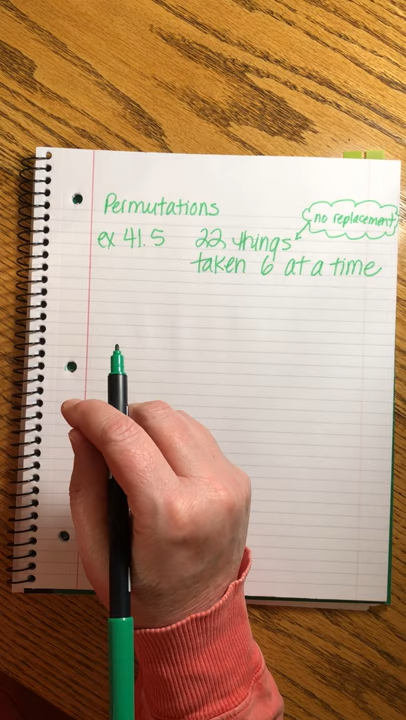 Permutations
no replacement
ex 41.5 22 things
taken 6 at a time